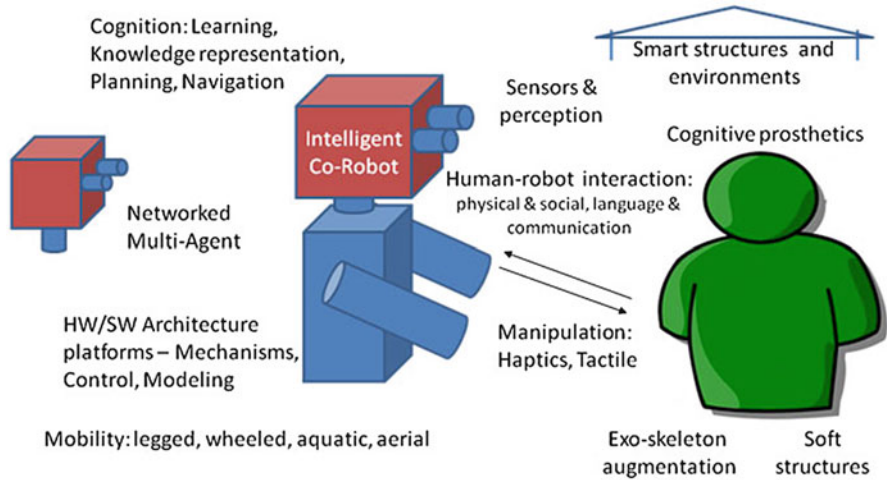 Cognition: Learning,
Knowledge representation,
Planning, Navigation
Smart structures and
environments
Sensors &
perception
Intelligent
Co-Robot
Cognitive prosthetics
Human-robot interaction:
physical & social, language &
communication
Networked
Multi-Agent
HW/SW Architecture
platforms – Mechanisms,
Control, Modeling
Manipulation:
Haptics, Tactile
Mobility: legged, wheeled, aquatic, aerial
Exo-skeleton
augmentation
Soft
structures